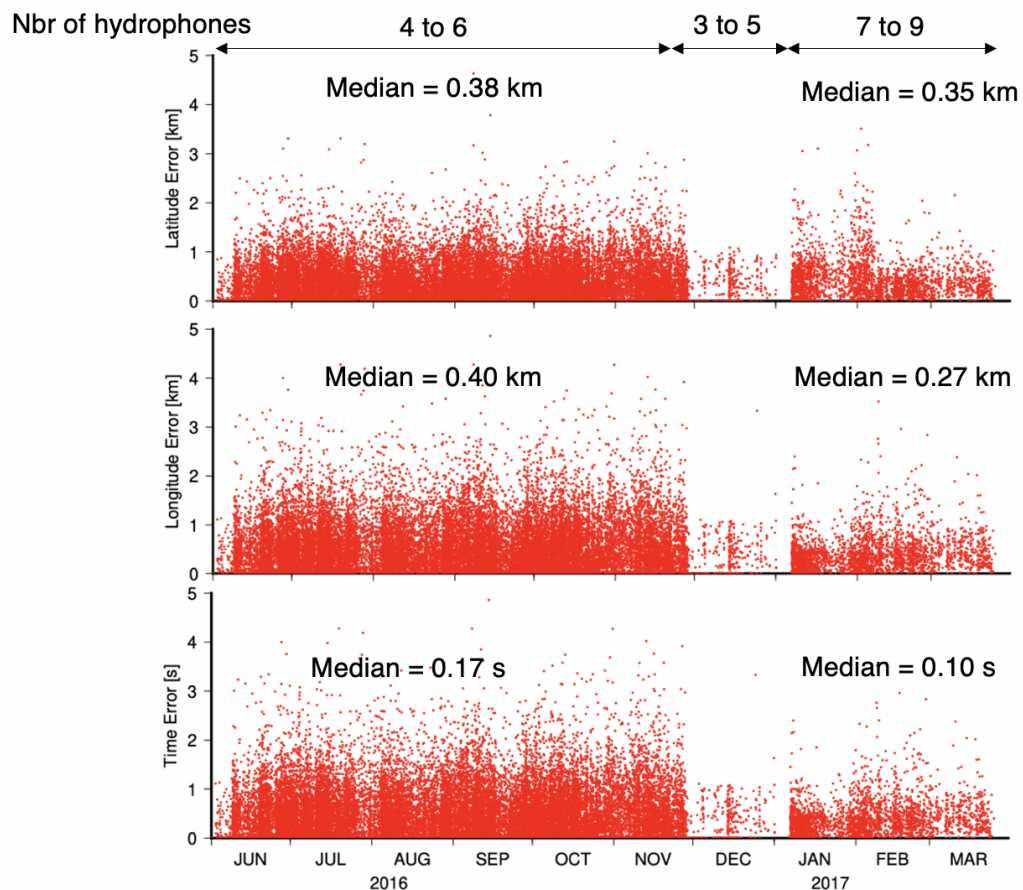 Nbr of hydrophones
4 to 6
3 to 5
7 to 9
5
4
3
2
1
0
Latitude Error [km]
Median = 0.38 km
Median = 0.35 km
5
4
3
2
1
0
Longitude Error [km]
Median = 0.40 km
Median = 0.27 km
5
4
3
2
1
0
Time Error [s]
Median = 0.17 s
Median = 0.10 s
JUN JUL AUG SEP OCT NOV DEC JAN FEB MAR
2016 2017